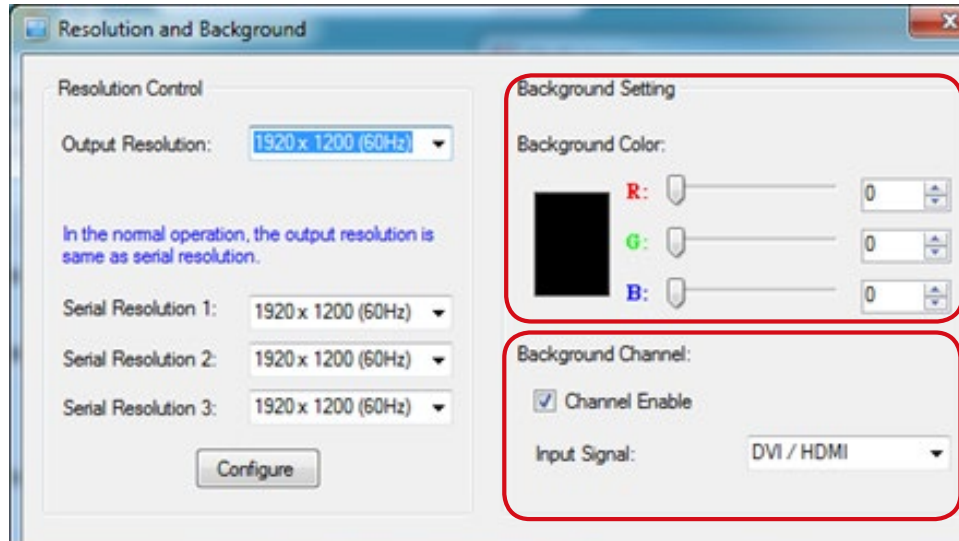 Resolution and Background
Resolution Control
Output Resolution:
1920 x 1200 (60Hz)
In the normal operation, the output resolution is
same as serial resolution.
Serial Resolution 1:
1920 x 1200 (60Hz)
Serial Resolution 2:
1920 x 1200 (60Hz)
Serial Resolution 3:
1920 x 1200 (60Hz)
Configure
Background Setting
Background Color:
R:
0
G:
0
B:
0
Background Channel:
Channel Enable
Input Signal:
DVI / HDMI